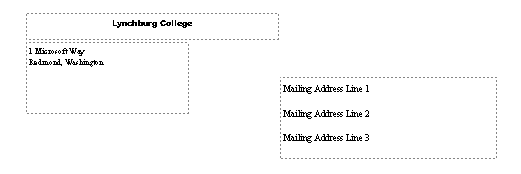 Lynchburg College
1 Microsoft Way
Redmond, Washington
Mailing Address Line 1
Mailing Address Line 2
Mailing Address Line 3